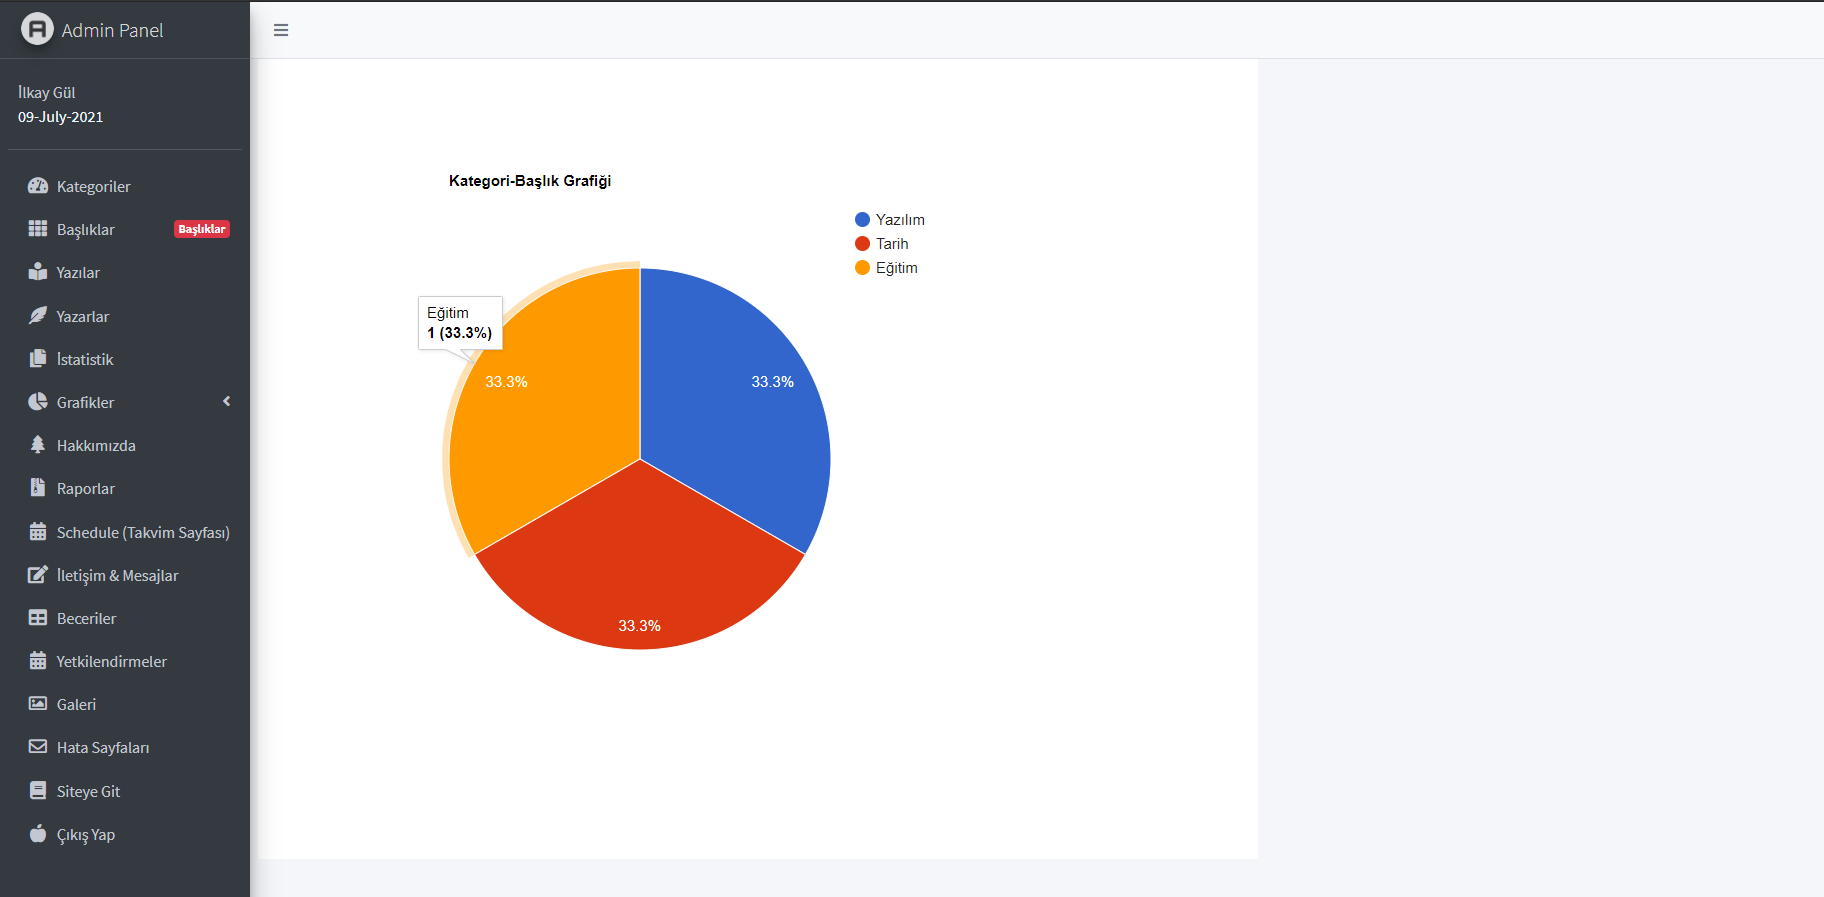 Admin Panel
İlkay Gül
09-July-2021
Kategoriler
Başlıklar
Başlıklar
Yazılar
Yazarlar
İstatistik
Grafikler
Hakkımızda
Raporlar
Schedule (Takvim Sayfası)
İletişim & Mesajlar
Beceriler
Yetkilendirmeler
Galeri
Hata Sayfaları
Siteye Git
Çıkış Yap
Kategori-Başlık Grafiği
Yazılım
Tarih
Eğitim
Eğitim
1 (33.3%)
33.3%
33.3%
33.3%